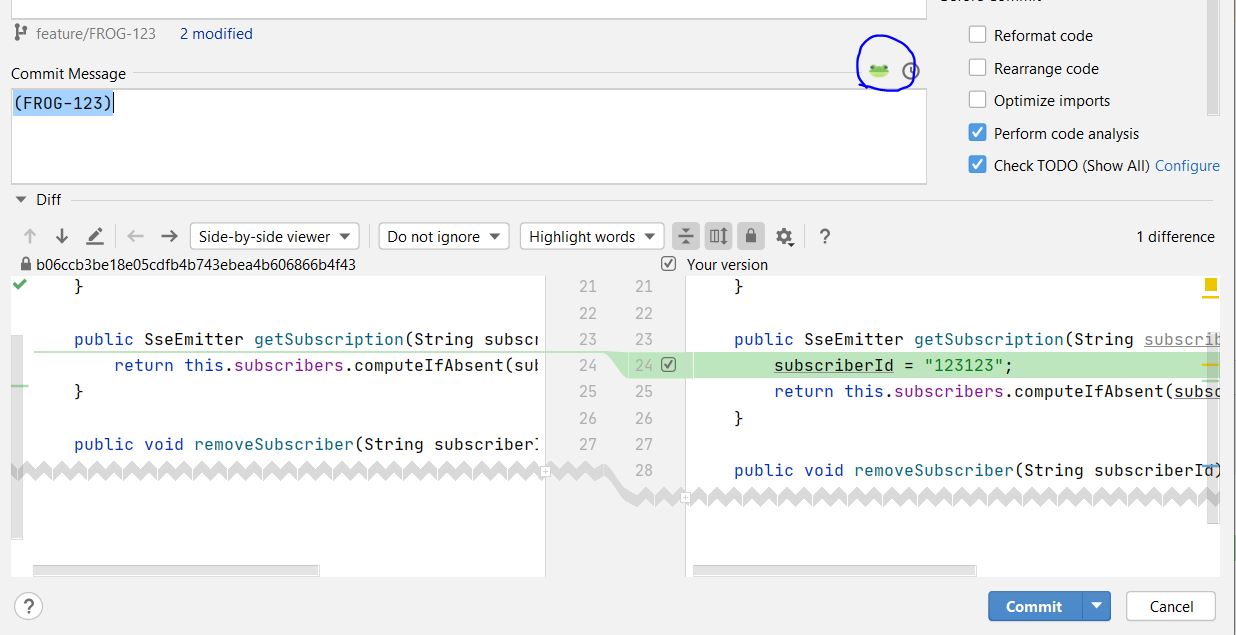 feature/FROG-123 2 modified
Commit Message
(FROG-123)
Reformat code
Rearrange code
Optimize imports
Perform code analysis
Check TODO (Show All) Configure
Diff
Side-by-side viewer Do not ignore Highlight words ? 1 difference
b06ccb3be18e05cdfb4b743ebea4b606866b4f43 Your version
} 21 21 }
22 22
public SseEmitter getSubscription(String subscr 23 23 public SseEmitter getSubscription(String subscrib
return this.subscribers.computeIfAbsent(sub 24 24 subscriberId = "123123";
} 25 25 return this.subscribers.computeIfAbsent(subsc
26 26 }
public void removeSubscriber(String subscriberI 27 27
28 public void removeSubscriber(String subscriberId)
? Commit Cancel